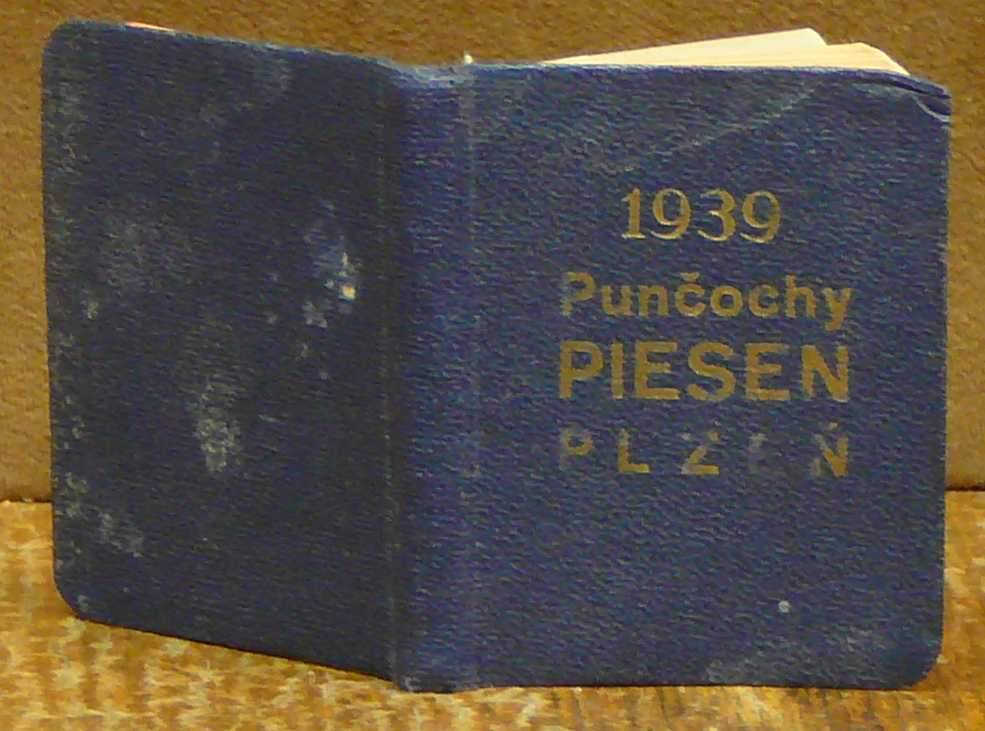 1939
Punčochy
PIESEN
PLZEŇ